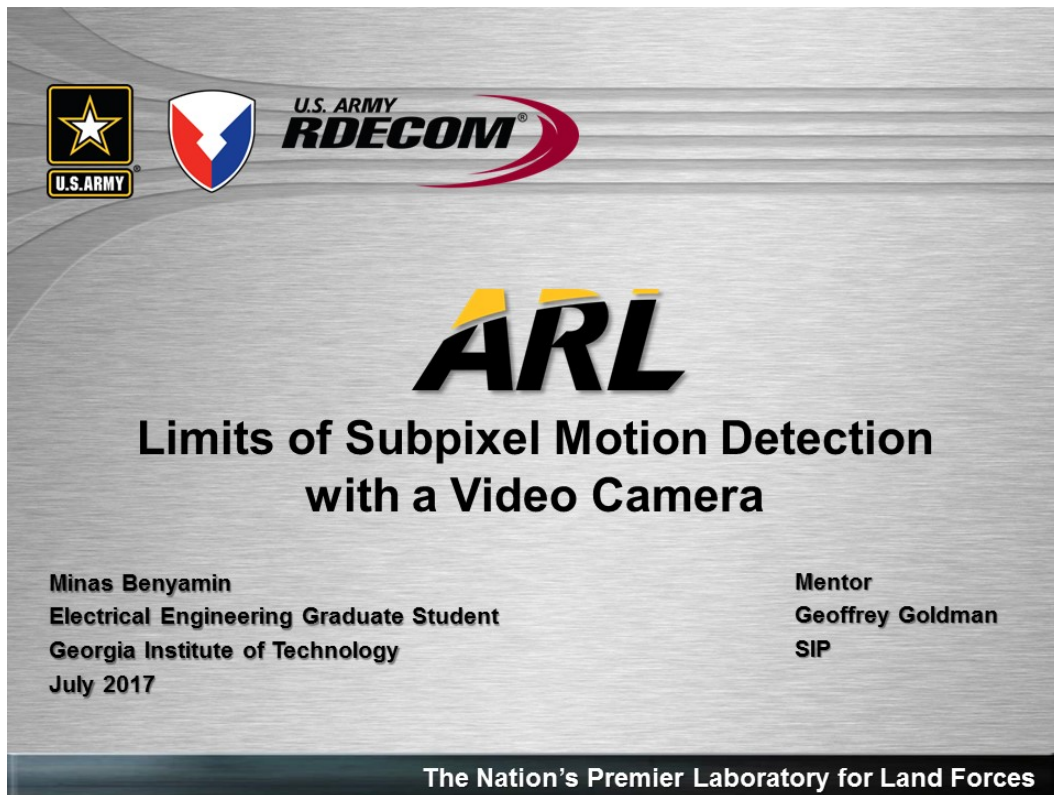 U.S. ARMY
RDECOM®
U.S.ARMY®
ARL
Limits of Subpixel Motion Detection
with a Video Camera
Minas Benyamin
Electrical Engineering Graduate Student
Georgia Institute of Technology
July 2017
Mentor
Geoffrey Goldman
SIP
The Nation's Premier Laboratory for Land Forces